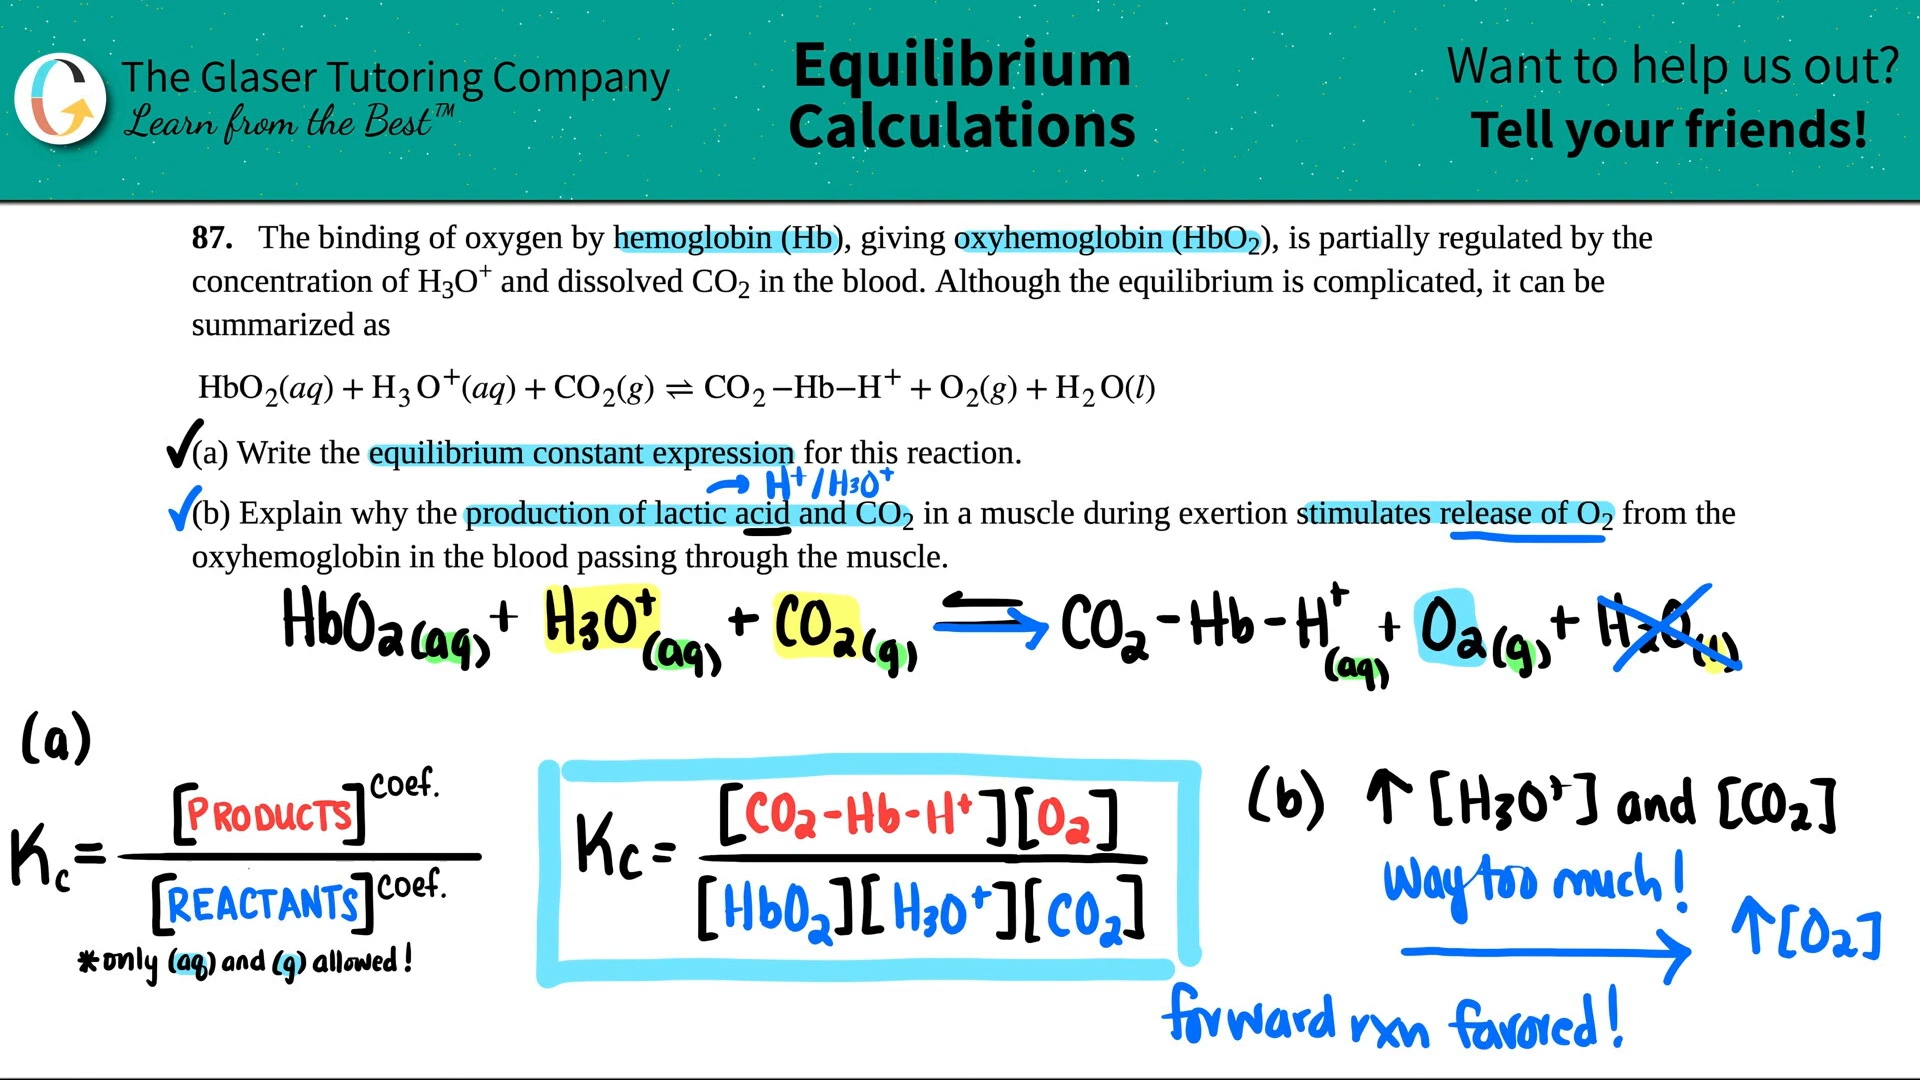 The Glaser Tutoring Company
Learn from the Best™
Equilibrium
Calculations
Want to help us out?
Tell your friends!
87. The binding of oxygen by hemoglobin (Hb), giving oxyhemoglobin (HbO₂), is partially regulated by the
concentration of H₃O⁺ and dissolved CO₂ in the blood. Although the equilibrium is complicated, it can be
summarized as
HbO₂(aq) + H₃O⁺(aq) + CO₂(g) ⇌ CO₂−Hb−H⁺ + O₂(g) + H₂O(l)
✓(a) Write the equilibrium constant expression for this reaction.
→ H⁺/H₃O⁺
✓(b) Explain why the production of lactic acid and CO₂ in a muscle during exertion stimulates release of O₂ from the
oxyhemoglobin in the blood passing through the muscle.
HbO₂(aq) + H₃O⁺(aq) + CO₂(g) ⇌ CO₂-Hb-H⁺(aq) + O₂(g) + H₂O(l)
(a)
Kc = [PRODUCTS]^coef. / [REACTANTS]^coef.
*only (aq) and (g) allowed!
Kc = [CO₂-Hb-H⁺][O₂] / [HbO₂][H₃O⁺][CO₂]
(b) ↑ [H₃O⁺] and [CO₂]
Way too much!
→ ↑[O₂]
forward rxn favored!